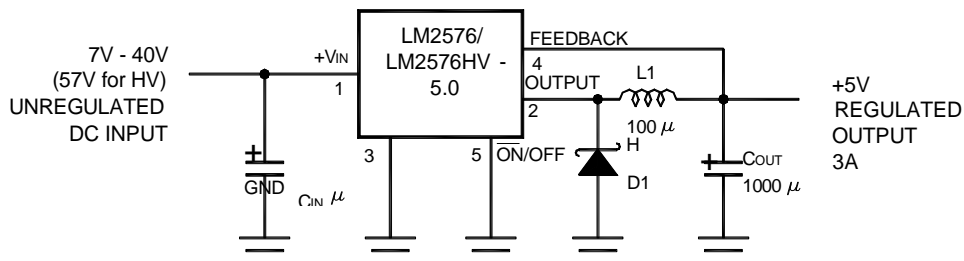 7V - 40V
(57V for HV)
UNREGULATED
DC INPUT
+VIN
1
LM2576/
LM2576HV -
5.0
FEEDBACK
4
OUTPUT
2
L1
100 μ
H
+5V
REGULATED
OUTPUT
3A
3
5
ON/OFF
D1
+
GND
CIN μ
+
COUT
1000 μ